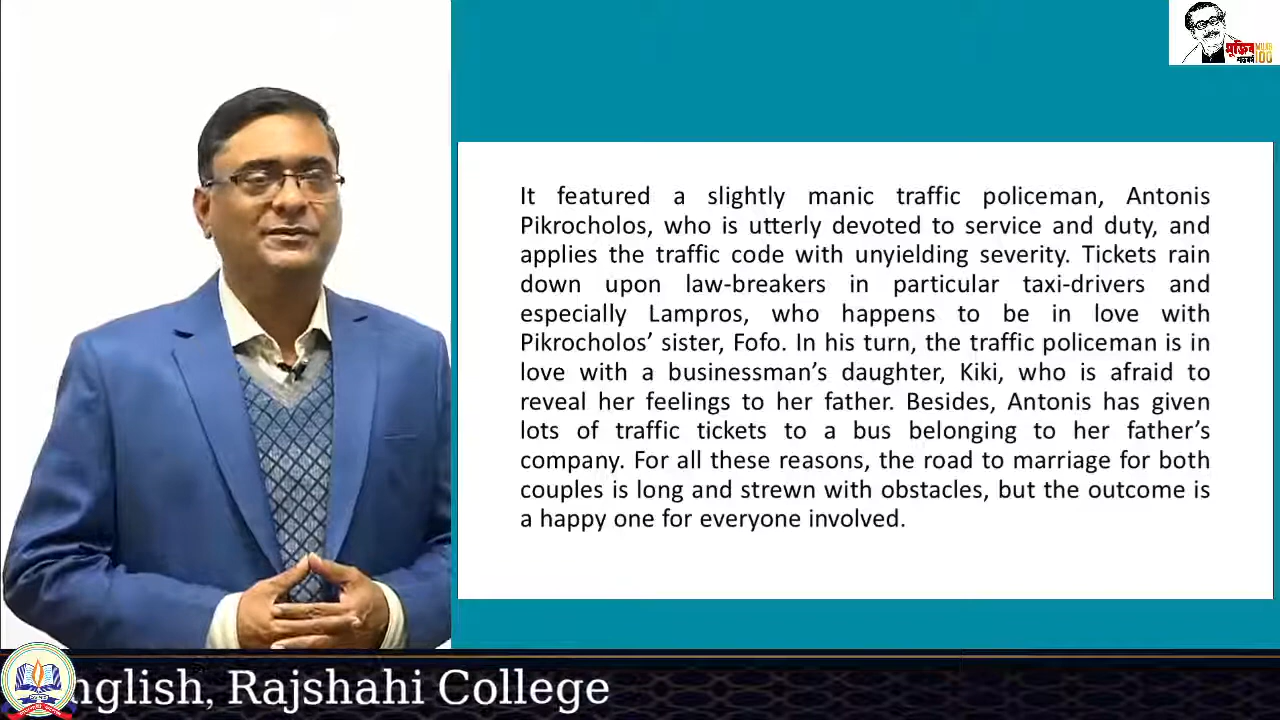 মুজিব MUJIB
শতবর্ষ 100
It featured a slightly manic traffic policeman, Antonis
Pikrocholos, who is utterly devoted to service and duty, and
applies the traffic code with unyielding severity. Tickets rain
down upon law-breakers in particular taxi-drivers and
especially Lampros, who happens to be in love with
Pikrocholos’ sister, Fofo. In his turn, the traffic policeman is in
love with a businessman’s daughter, Kiki, who is afraid to
reveal her feelings to her father. Besides, Antonis has given
lots of traffic tickets to a bus belonging to her father’s
company. For all these reasons, the road to marriage for both
couples is long and strewn with obstacles, but the outcome is
a happy one for everyone involved.
nglish, Rajshahi College